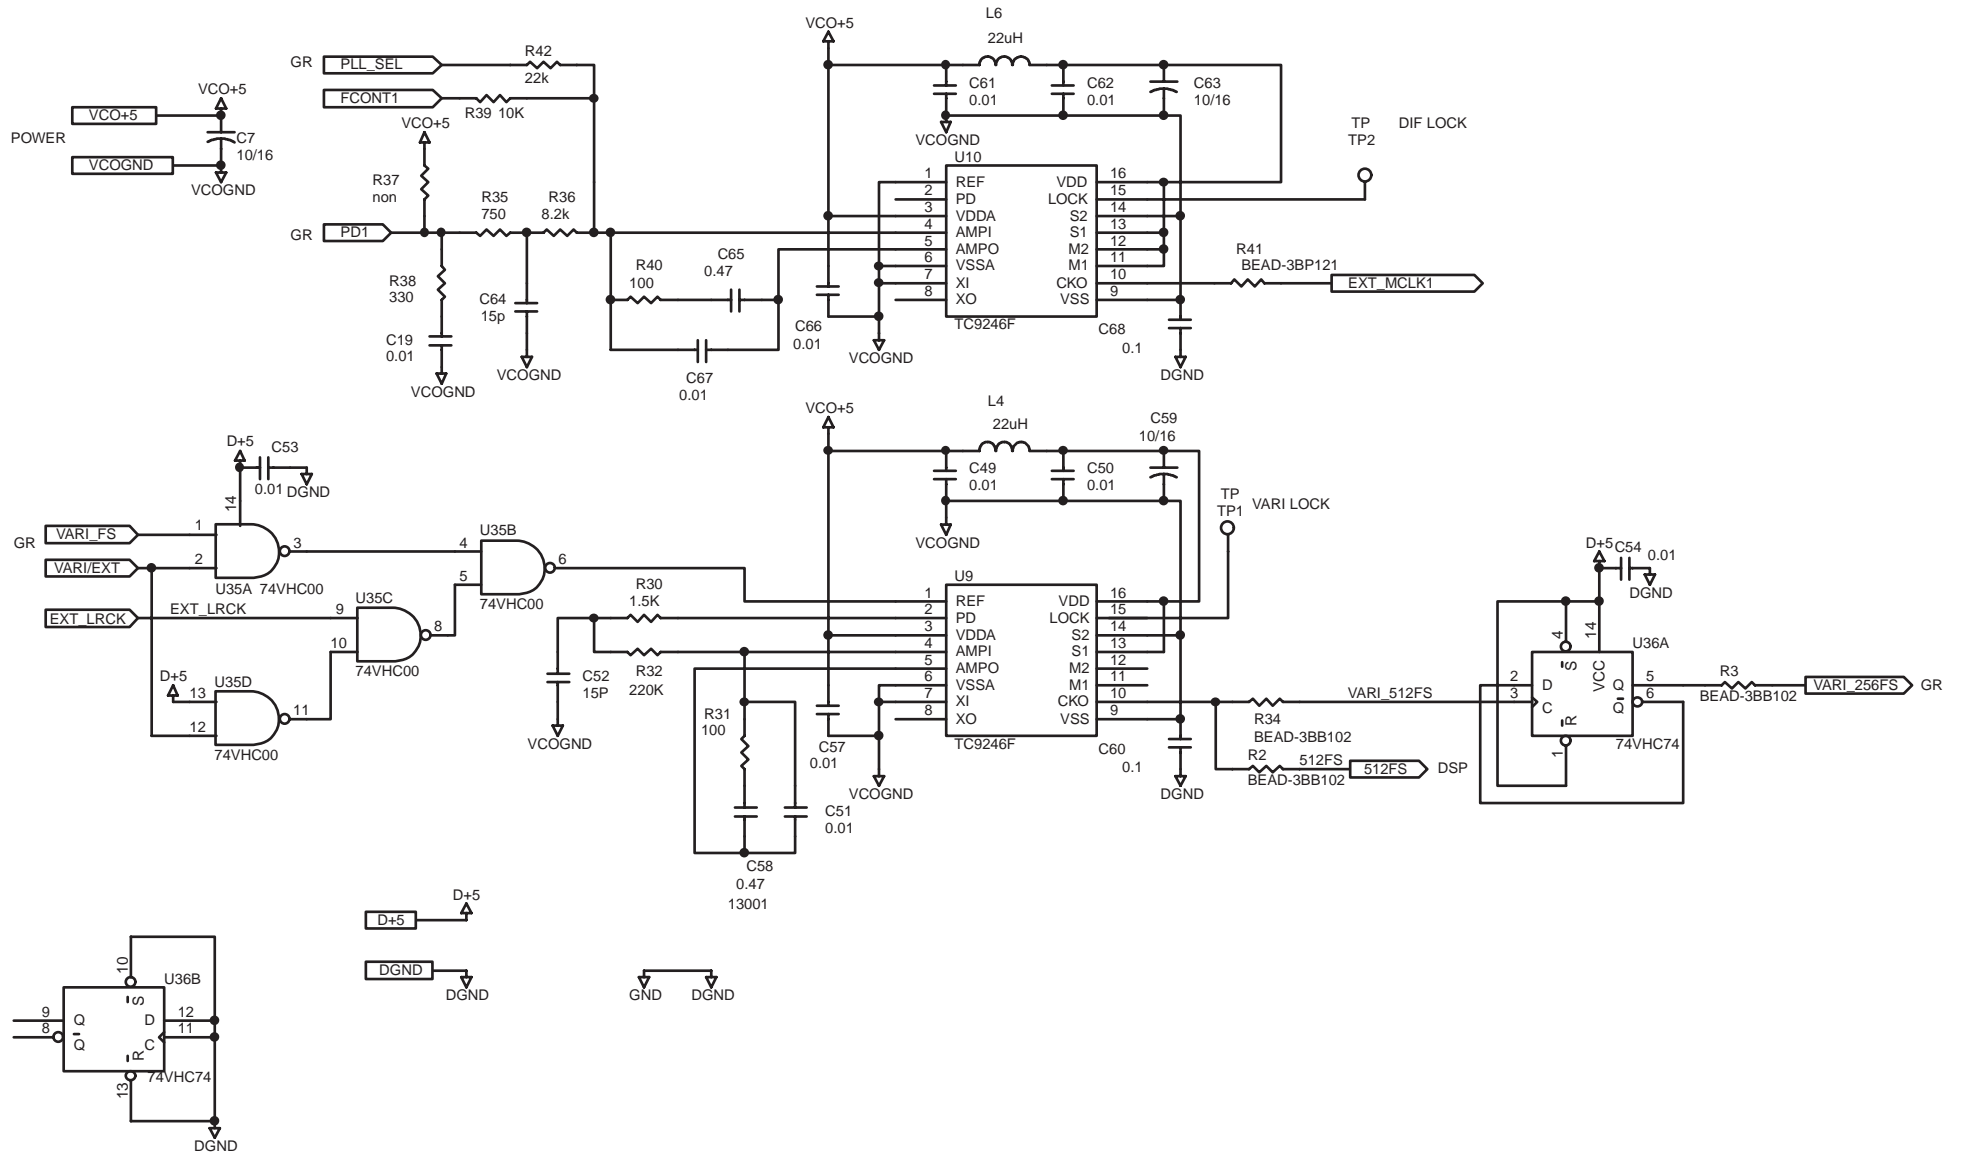 POWER
VCO+5
VCO+5
C7
10/16
VCOGND
VCOGND
GR
PLL_SEL
R42
22k
FCONT1
R39 10K
VCO+5
R37
non
GR
PD1
R35
750
R36
8.2k
R38
330
C19
0.01
VCOGND
C64
15p
VCOGND
R40
100
C65
0.47
C67
0.01
VCO+5
L6
22uH
C61
0.01
C62
0.01
C63
10/16
VCOGND
U10
1 REF
2 PD
3 VDDA
4 AMPI
5 AMPO
6 VSSA
7 XI
8 XO
VDD 16
LOCK 15
S2 14
S1 13
M2 12
M1 11
CKO 10
VSS 9
TC9246F
C66
0.01
VCOGND
C68
0.1
DGND
TP
TP2
DIF LOCK
R41
BEAD-3BP121
EXT_MCLK1
D+5
C53
0.01
DGND
14
GR
VARI_FS
VARI/EXT
EXT_LRCK
EXT_LRCK
1
2
3
U35A 74VHC00
4
5
6
U35B
74VHC00
9
10
8
U35C
74VHC00
D+5
13
12
11
U35D
74VHC00
R30
1.5K
R32
220K
C52
15P
VCOGND
R31
100
C51
0.01
C58
0.47
13001
VCO+5
L4
22uH
C49
0.01
C50
0.01
C59
10/16
VCOGND
U9
1 REF
2 PD
3 VDDA
4 AMPI
5 AMPO
6 VSSA
7 XI
8 XO
VDD 16
LOCK 15
S2 14
S1 13
M2 12
M1 11
CKO 10
VSS 9
TC9246F
C57
0.01
VCOGND
C60
0.1
DGND
TP
TP1
VARI LOCK
R34
BEAD-3BB102
VARI_512FS
R2
BEAD-3BB102
512FS
512FS
DSP
D+5
C54
0.01
DGND
U36A
4
14
2
3
1
5
6
S
VCC
D
C
R
Q
Q
74VHC74
R3
BEAD-3BB102
VARI_256FS
GR
D+5
D+5
DGND
DGND
GND
DGND
10
U36B
S
9
8
Q
Q
D
C
12
11
R
74VHC74
13
DGND